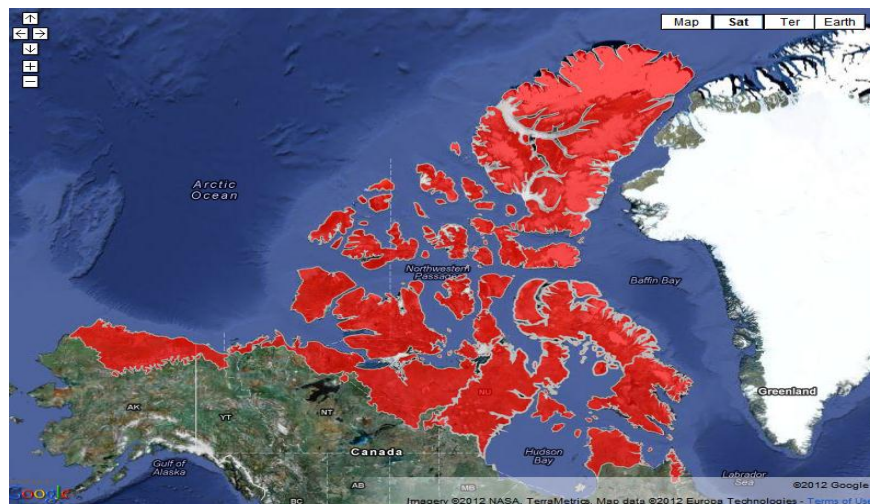 Map Sat Ter Earth
Arctic
Ocean
Northwestern
Passages
Baffin Bay
Greenland
AK
YT
NT
NU
Canada
Hudson
Bay
Gulf of
Alaska
AB
MB
BC
Labrador
Sea
Google
©2012 Google
Imagery ©2012 NASA, TerraMetrics, Map data ©2012 Europa Technologies - Terms of Use